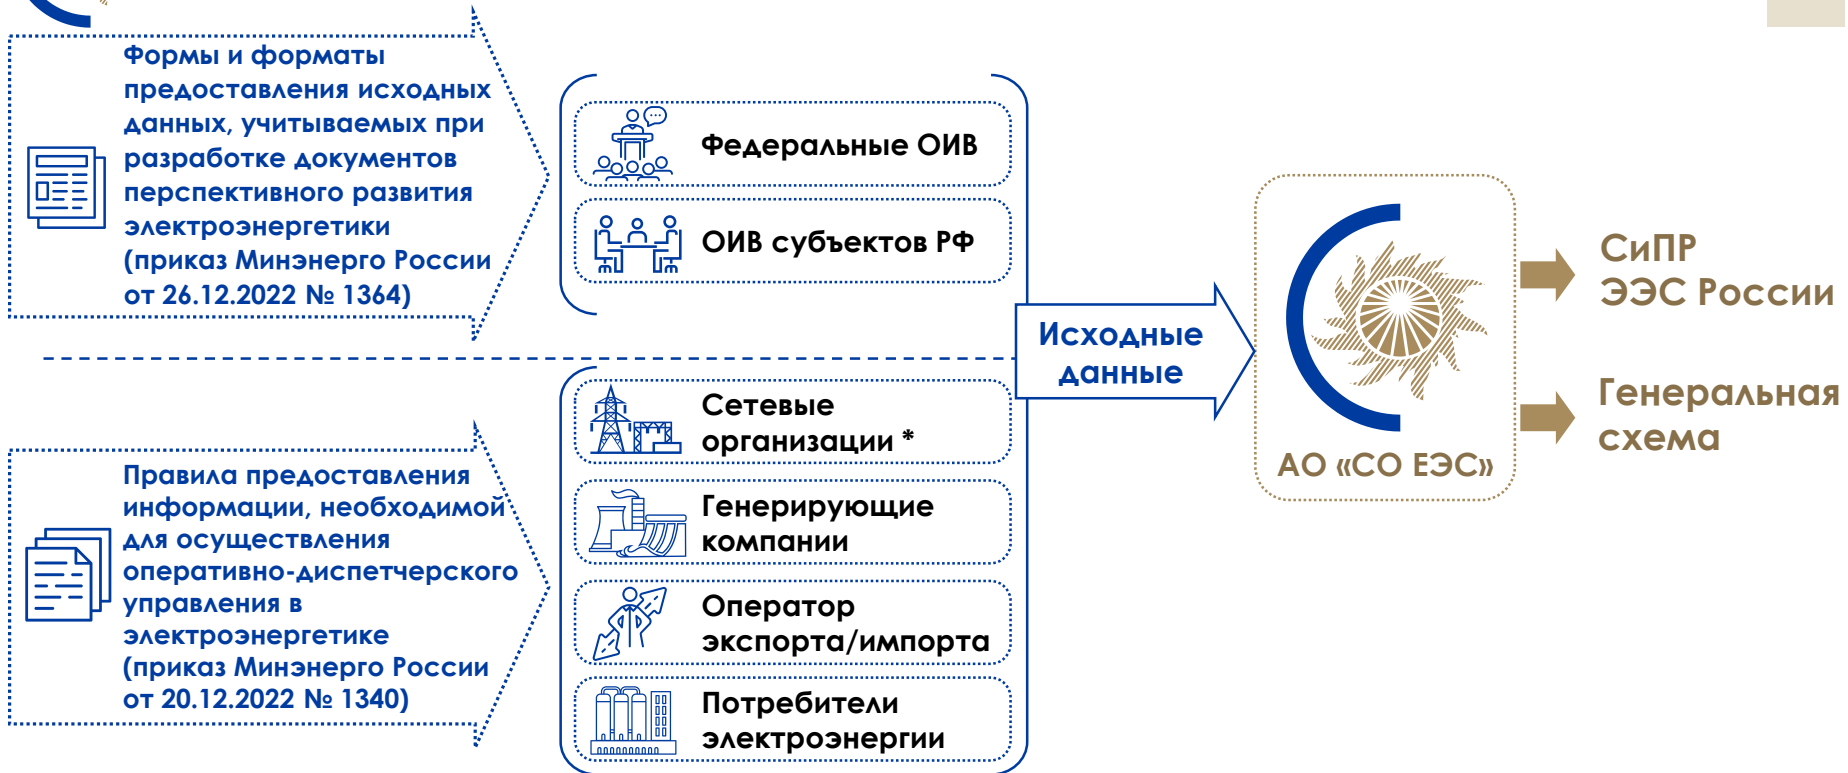 Формы и форматы
предоставления исходных
данных, учитываемых при
разработке документов
перспективного развития
электроэнергетики
(приказ Минэнерго России
от 26.12.2022 № 1364)
Федеральные ОИВ
ОИВ субъектов РФ
Правила предоставления
информации, необходимой
для осуществления
оперативно-диспетчерского
управления в
электроэнергетике
(приказ Минэнерго России
от 20.12.2022 № 1340)
Сетевые
организации *
Генерирующие
компании
Оператор
экспорта/импорта
Потребители
электроэнергии
Исходные
данные
АО «СО ЕЭС»
СиПР
ЭЭС России
Генеральная
схема